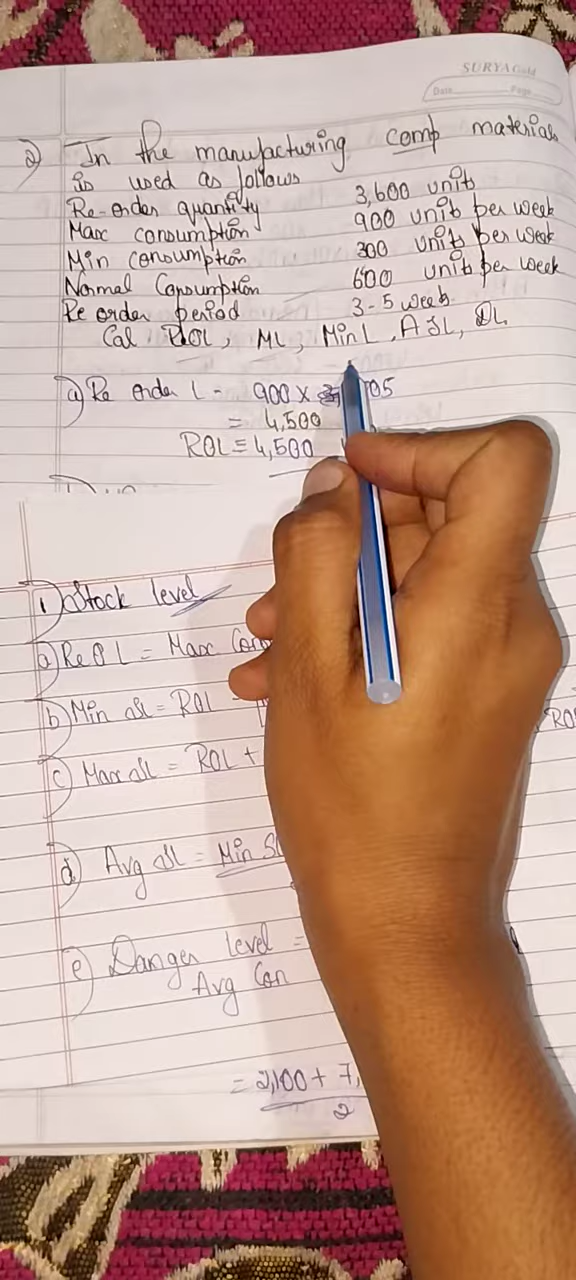 SURYA Gold
Date Page
2) In the manufacturing comp materials
is used as follows
Re-order quantity 3,600 units
Max consumption 900 units per week
Min consumption 300 units per week
Normal Consumption 600 units per week
Re order period 3-5 week
Cal ROL, ML, Min L, ASL, DL
a) Re order L = 900 × 05
= 4,500
ROL = 4,500
1) Stock level
a) Re O L = Max Con
b) Min SL = ROL -
c) Max SL = ROL +
d) Avg SL = Min SL
e) Danger level =
Avg Con
= 2,100 + 7,
2